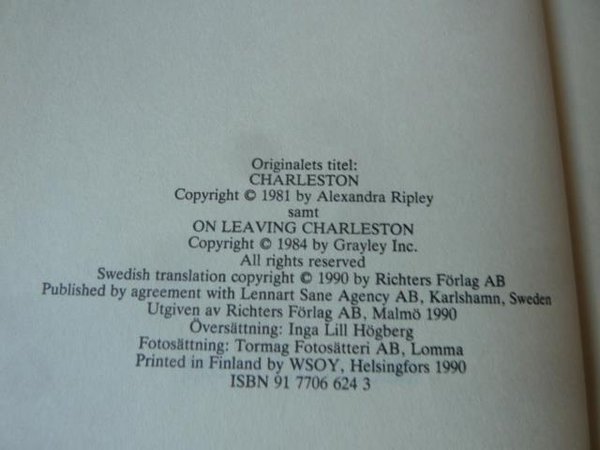 Originalets titel:
CHARLESTON
Copyright © 1981 by Alexandra Ripley
samt
ON LEAVING CHARLESTON
Copyright © 1984 by Grayley Inc.
All rights reserved
Swedish translation copyright © 1990 by Richters Förlag AB
Published by agreement with Lennart Sane Agency AB, Karlshamn, Sweden
Utgiven av Richters Förlag AB, Malmö 1990
Översättning: Inga Lill Högberg
Fotosättning: Tormag Fotosätteri AB, Lomma
Printed in Finland by WSOY, Helsingfors 1990
ISBN 91 7706 624 3